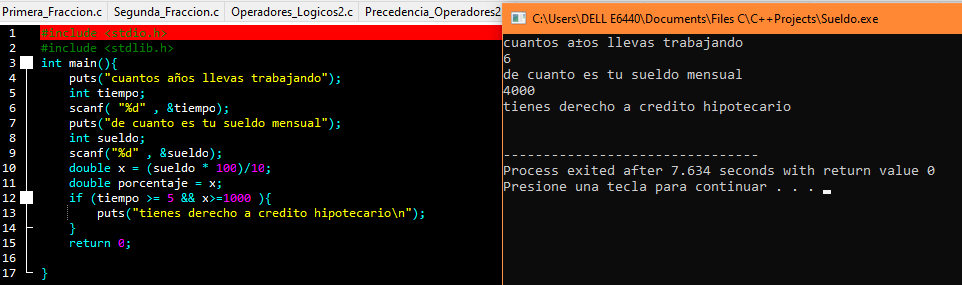 Primera_Fraccion.c Segunda_Fraccion.c Operadores_Logicos2.c Precedencia_Operadores2
1 #include <stdio.h>
2 #include <stdlib.h>
3 int main(){
4 puts("cuantos años llevas trabajando");
5 int tiempo;
6 scanf( "%d" , &tiempo);
7 puts("de cuanto es tu sueldo mensual");
8 int sueldo;
9 scanf("%d" , &sueldo);
10 double x = (sueldo * 100)/10;
11 double porcentaje = x;
12 if (tiempo >= 5 && x>=1000 ){
13 puts("tienes derecho a credito hipotecario\n");
14 }
15 return 0;
16
17 }
C:\Users\DELL E6440\Documents\Files C\C++Projects\Sueldo.exe
cuantos a±os llevas trabajando
6
de cuanto es tu sueldo mensual
4000
tienes derecho a credito hipotecario
--------------------------------
Process exited after 7.634 seconds with return value 0
Presione una tecla para continuar . . .